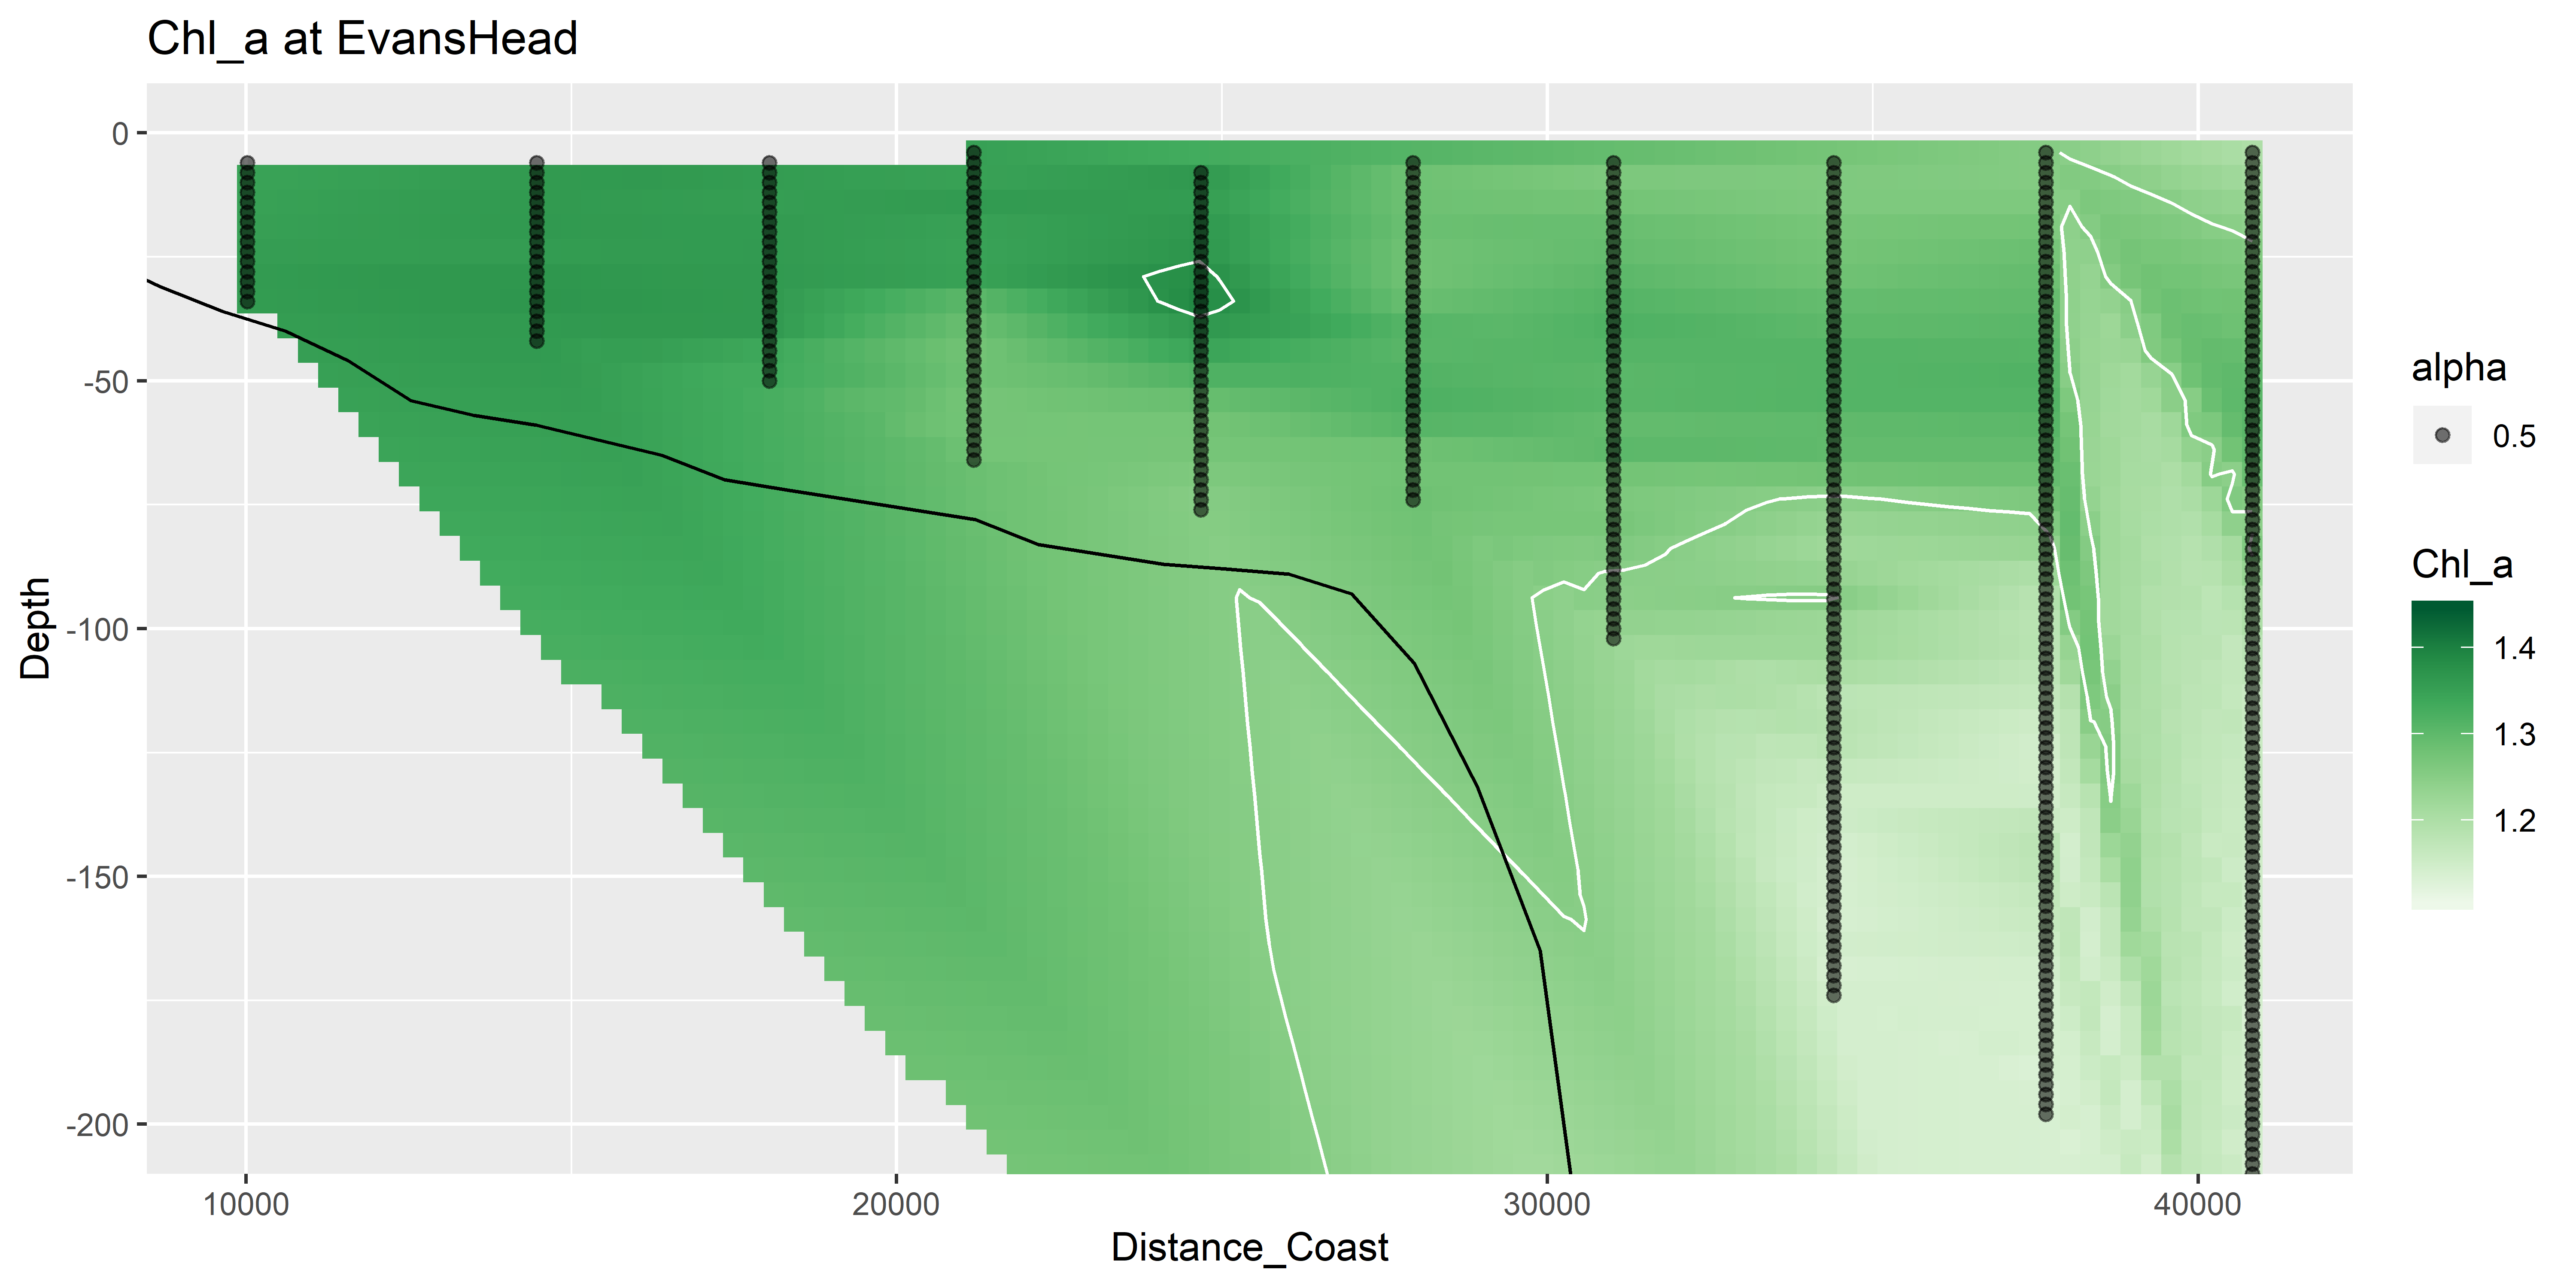 Chl_a at EvansHead
0
-50
-100
-150
-200
Depth
10000 20000 30000 40000
Distance_Coast
alpha
0.5
Chl_a
1.4
1.3
1.2